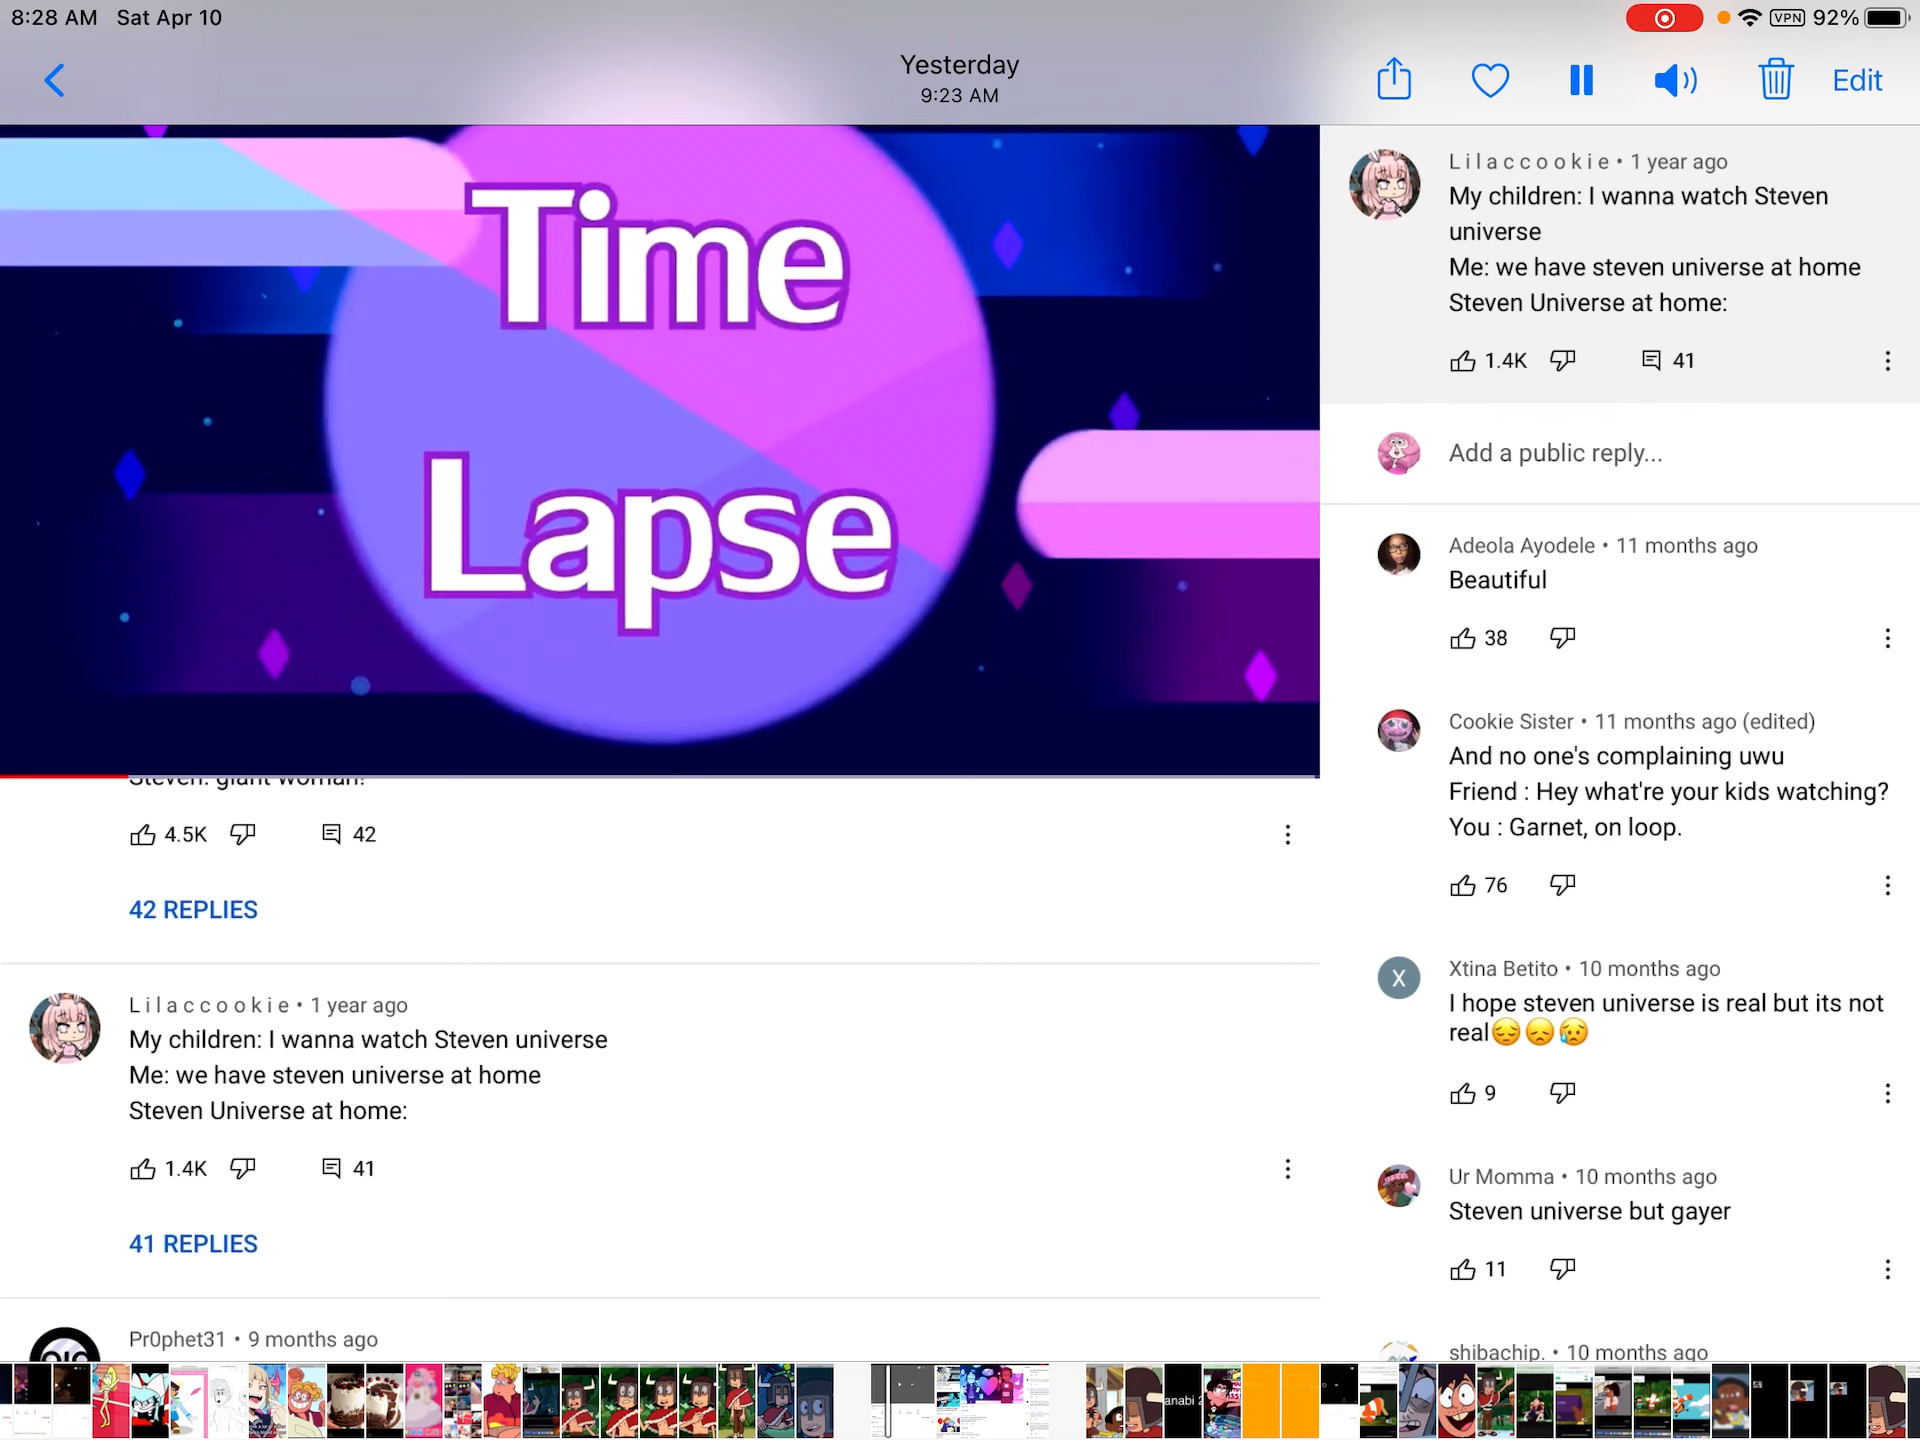 8:28 AM Sat Apr 10
VPN 92%
Yesterday
9:23 AM
Edit
Time
Lapse
Steven: giant woman!
4.5K 42
42 REPLIES
L i l a c c o o k i e • 1 year ago
My children: I wanna watch Steven universe
Me: we have steven universe at home
Steven Universe at home:
1.4K 41
41 REPLIES
Pr0phet31 • 9 months ago
L i l a c c o o k i e • 1 year ago
My children: I wanna watch Steven
universe
Me: we have steven universe at home
Steven Universe at home:
1.4K 41
Add a public reply...
Adeola Ayodele • 11 months ago
Beautiful
38
Cookie Sister • 11 months ago (edited)
And no one's complaining uwu
Friend : Hey what're your kids watching?
You : Garnet, on loop.
76
X
Xtina Betito • 10 months ago
I hope steven universe is real but its not
real😔😞😥
9
Ur Momma • 10 months ago
Steven universe but gayer
11
shibachip. • 10 months ago
anabi 2